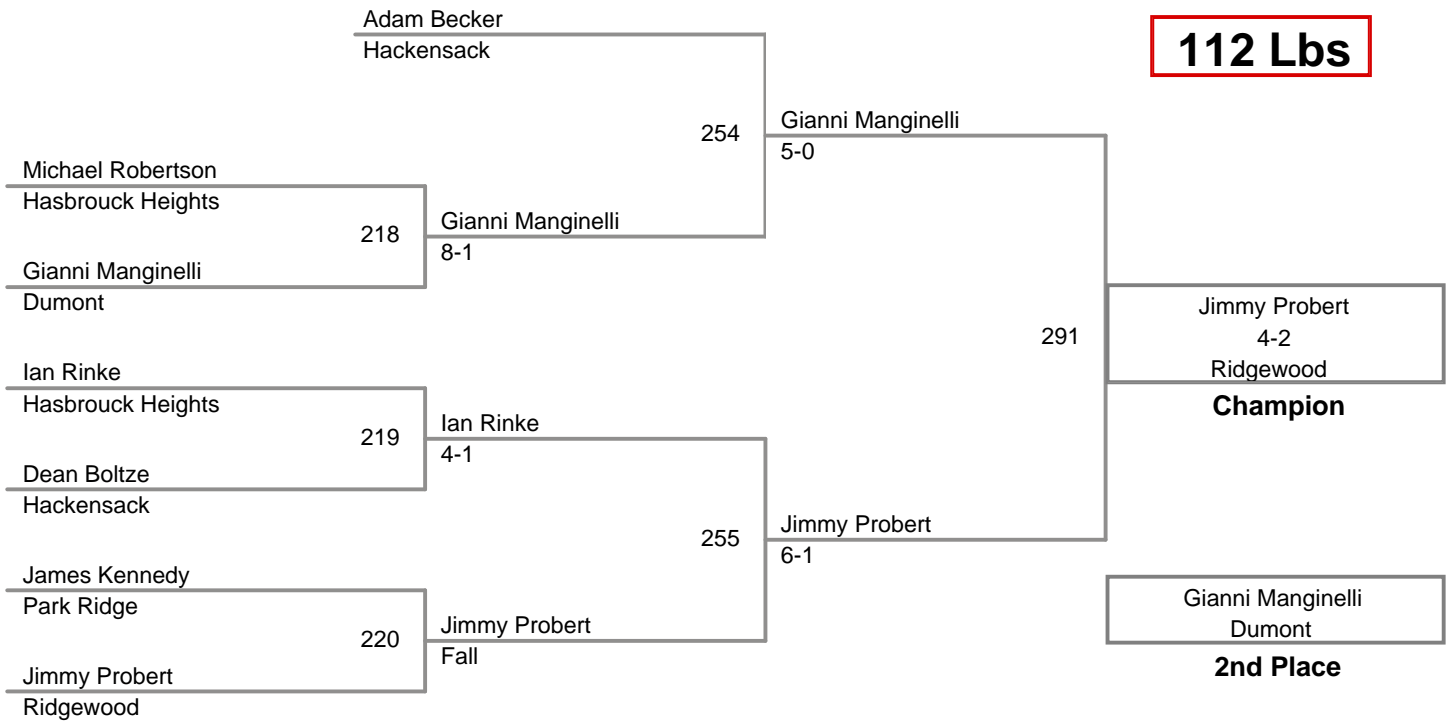 Adam Becker
Hackensack
112 Lbs
254
Gianni Manginelli
5-0
Michael Robertson
Hasbrouck Heights
218
Gianni Manginelli
8-1
Gianni Manginelli
Dumont
291
Jimmy Probert
4-2
Ridgewood
Champion
Ian Rinke
Hasbrouck Heights
219
Ian Rinke
4-1
Dean Boltze
Hackensack
255
Jimmy Probert
6-1
James Kennedy
Park Ridge
220
Jimmy Probert
Fall
Jimmy Probert
Ridgewood
Gianni Manginelli
Dumont
2nd Place